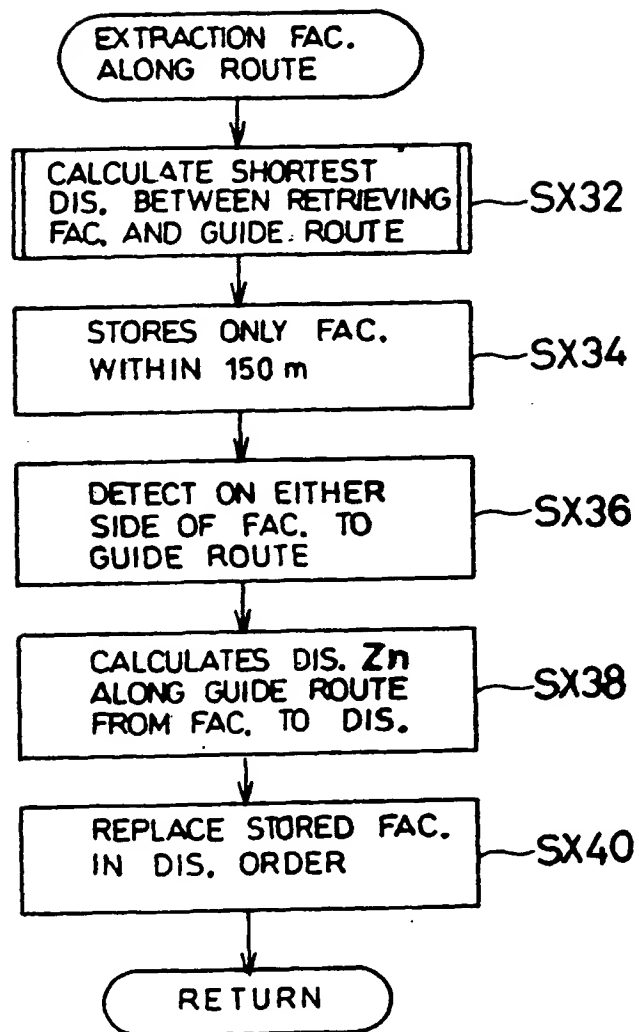 EXTRACTION FAC.
ALONG ROUTE
CALCULATE SHORTEST
DIS. BETWEEN RETRIEVING
FAC. AND GUIDE ROUTE
SX32
STORES ONLY FAC.
WITHIN 150 m
SX34
DETECT ON EITHER
SIDE OF FAC. TO
GUIDE ROUTE
SX36
CALCULATES DIS. Zn
ALONG GUIDE ROUTE
FROM FAC. TO DIS.
SX38
REPLACE STORED FAC.
IN DIS. ORDER
SX40
RETURN